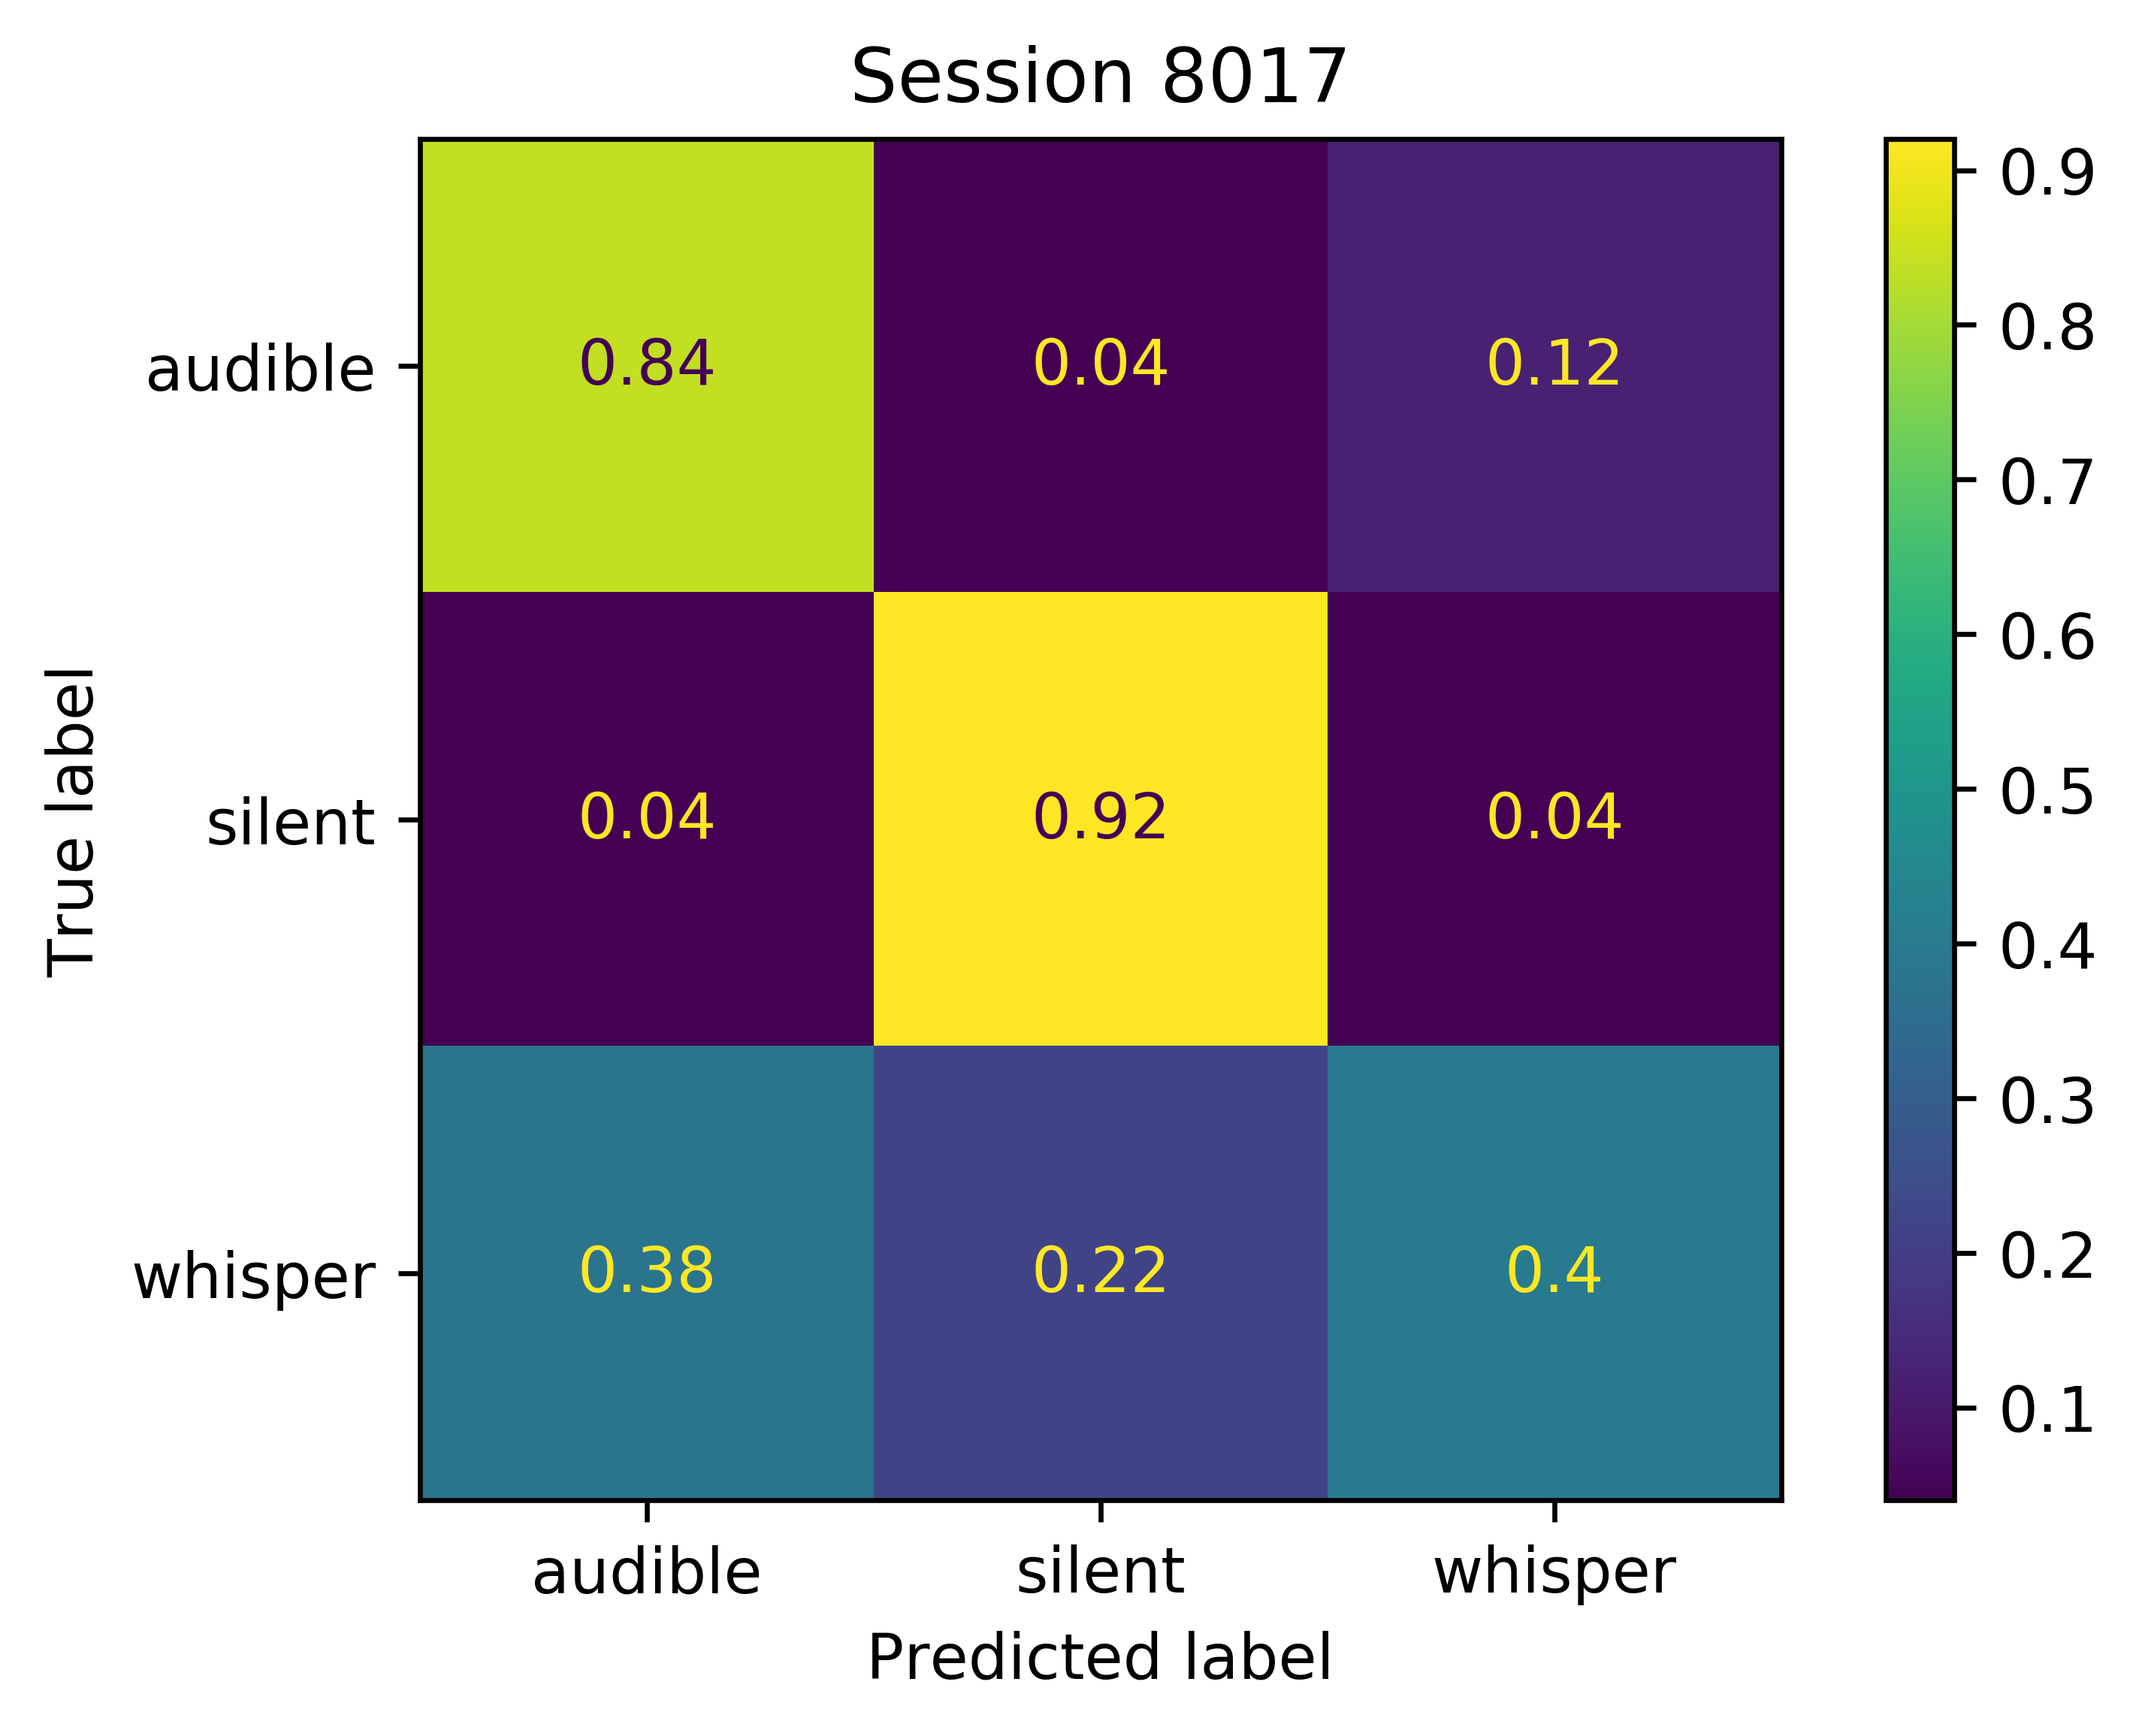 Session 8017
0.9
0.8
0.7
0.6
0.5
0.4
0.3
0.2
0.1
True label
audible 0.84 0.04 0.12
silent 0.04 0.92 0.04
whisper 0.38 0.22 0.4
audible silent whisper
Predicted label